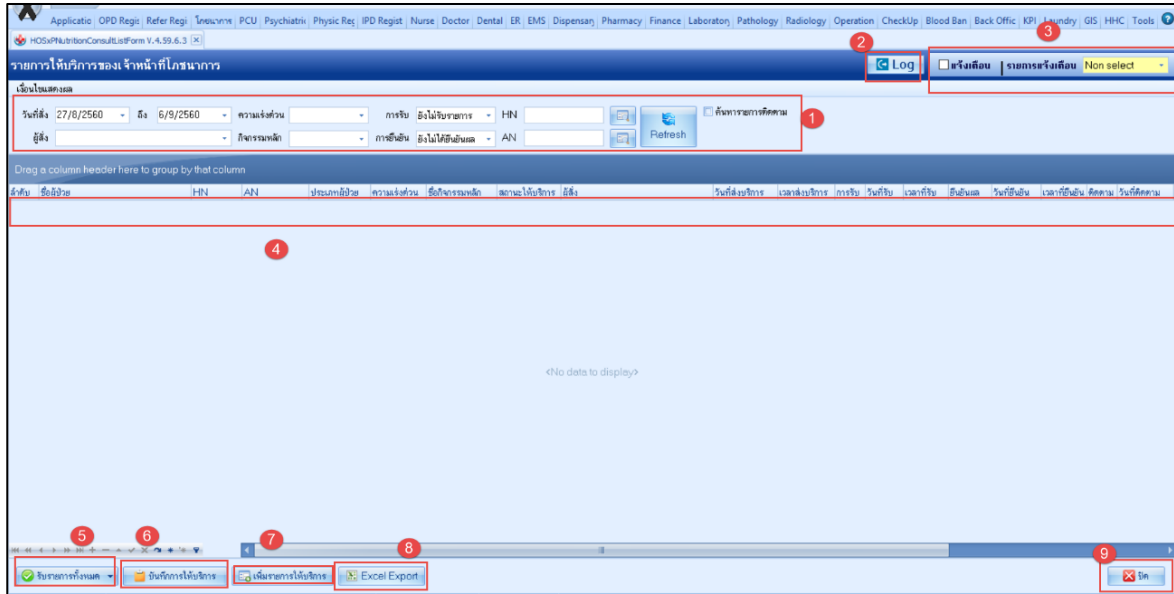 Applicatio OPD Regis Refer Regi โภชนาการ PCU Psychiatric Physic Rec IPD Regist Nurse Doctor Dental ER EMS Dispensary Pharmacy Finance Laboratory Pathology Radiology Operation CheckUp Blood Ban Back Offic KPI Laundry GIS HHC Tools
HOSxPNutritionConsultListForm V.4.59.6.3
2
3
รายการให้บริการของเจ้าหน้าที่โภชนาการ
Log
แจ้งเตือน รายการแจ้งเตือน Non select
เงื่อนไขแสดงผล
วันที่สั่ง 27/8/2560 ถึง 6/9/2560 ความเร่งด่วน การรับ ยังไม่รับรายการ HN Refresh ค้นหารายการติดตาม 1
ผู้สั่ง กิจกรรมหลัก การยืนยัน ยังไม่ได้ยืนยันผล AN
Drag a column header here to group by that column
ลำดับ ชื่อผู้ป่วย HN AN ประเภทผู้ป่วย ความเร่งด่วน ชื่อกิจกรรมหลัก สถานะให้บริการ ผู้สั่ง วันที่ส่งบริการ เวลาส่งบริการ การรับ วันที่รับ เวลาที่รับ ยืนยันผล วันที่ยืนยัน เวลาที่ยืนยัน ติดตาม วันที่ติดตาม
4
<No data to display>
5 6 7 8 9
รับรายการทั้งหมด บันทึกการให้บริการ เพิ่มรายการให้บริการ Excel Export ปิด